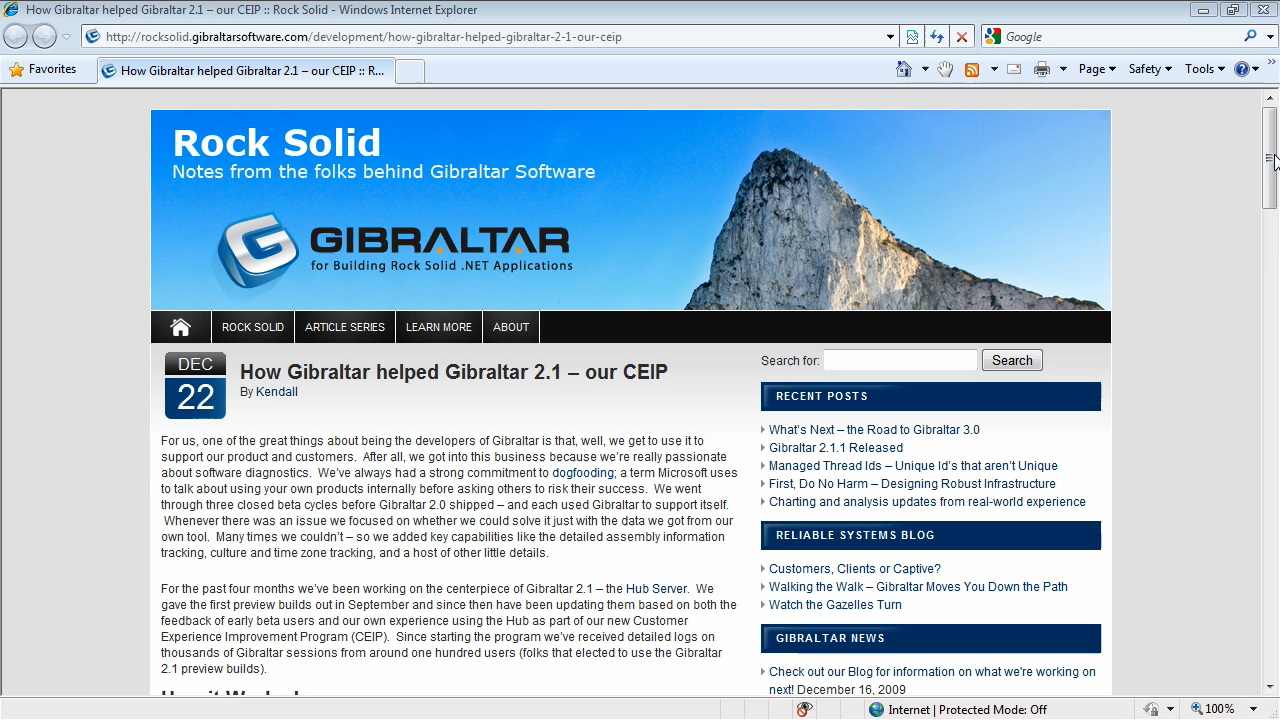 How Gibraltar helped Gibraltar 2.1 – our CEIP :: Rock Solid - Windows Internet Explorer
http://rocksolid.gibraltarsoftware.com/development/how-gibraltar-helped-gibraltar-2-1-our-ceip
Google
Favorites
How Gibraltar helped Gibraltar 2.1 – our CEIP :: R...
Page
Safety
Tools
Rock Solid
Notes from the folks behind Gibraltar Software
GIBRALTAR
for Building Rock Solid .NET Applications
ROCK SOLID
ARTICLE SERIES
LEARN MORE
ABOUT
DEC
22
How Gibraltar helped Gibraltar 2.1 – our CEIP
By Kendall
For us, one of the great things about being the developers of Gibraltar is that, well, we get to use it to
support our product and customers.  After all, we got into this business because we're really passionate
about software diagnostics.  We've always had a strong commitment to dogfooding; a term Microsoft uses
to talk about using your own products internally before asking others to risk their success.  We went
through three closed beta cycles before Gibraltar 2.0 shipped – and each used Gibraltar to support itself.
Whenever there was an issue we focused on whether we could solve it just with the data we got from our
own tool.  Many times we couldn't – so we added key capabilities like the detailed assembly information
tracking, culture and time zone tracking, and a host of other little details.
For the past four months we've been working on the centerpiece of Gibraltar 2.1 – the Hub Server.  We
gave the first preview builds out in September and since then have been updating them based on both the
feedback of early beta users and our own experience using the Hub as part of our new Customer
Experience Improvement Program (CEIP).  Since starting the program we've received detailed logs on
thousands of Gibraltar sessions from around one hundred users (folks that elected to use the Gibraltar
2.1 preview builds).
Search for:
Search
RECENT POSTS
What's Next – the Road to Gibraltar 3.0
Gibraltar 2.1.1 Released
Managed Thread Ids – Unique Id's that aren't Unique
First, Do No Harm – Designing Robust Infrastructure
Charting and analysis updates from real-world experience
RELIABLE SYSTEMS BLOG
Customers, Clients or Captive?
Walking the Walk – Gibraltar Moves You Down the Path
Watch the Gazelles Turn
GIBRALTAR NEWS
Check out our Blog for information on what we're working on
next! December 16, 2009
Internet | Protected Mode: Off
100%